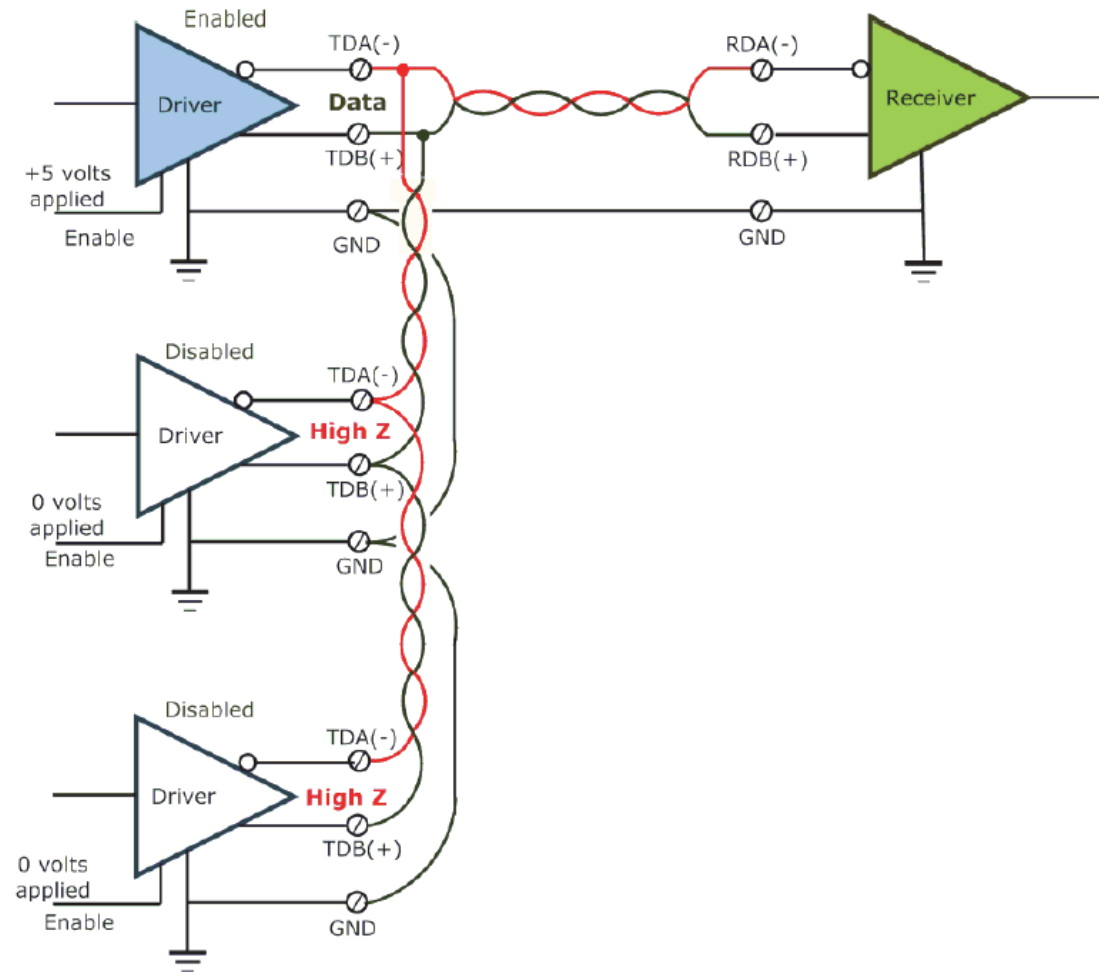 Enabled
TDA(-)
RDA(-)
Driver
Data
Receiver
TDB(+)
RDB(+)
+5 volts
applied
Enable
GND
GND
Disabled
TDA(-)
Driver
High Z
TDB(+)
0 volts
applied
Enable
GND
Disabled
TDA(-)
Driver
High Z
TDB(+)
0 volts
applied
Enable
GND